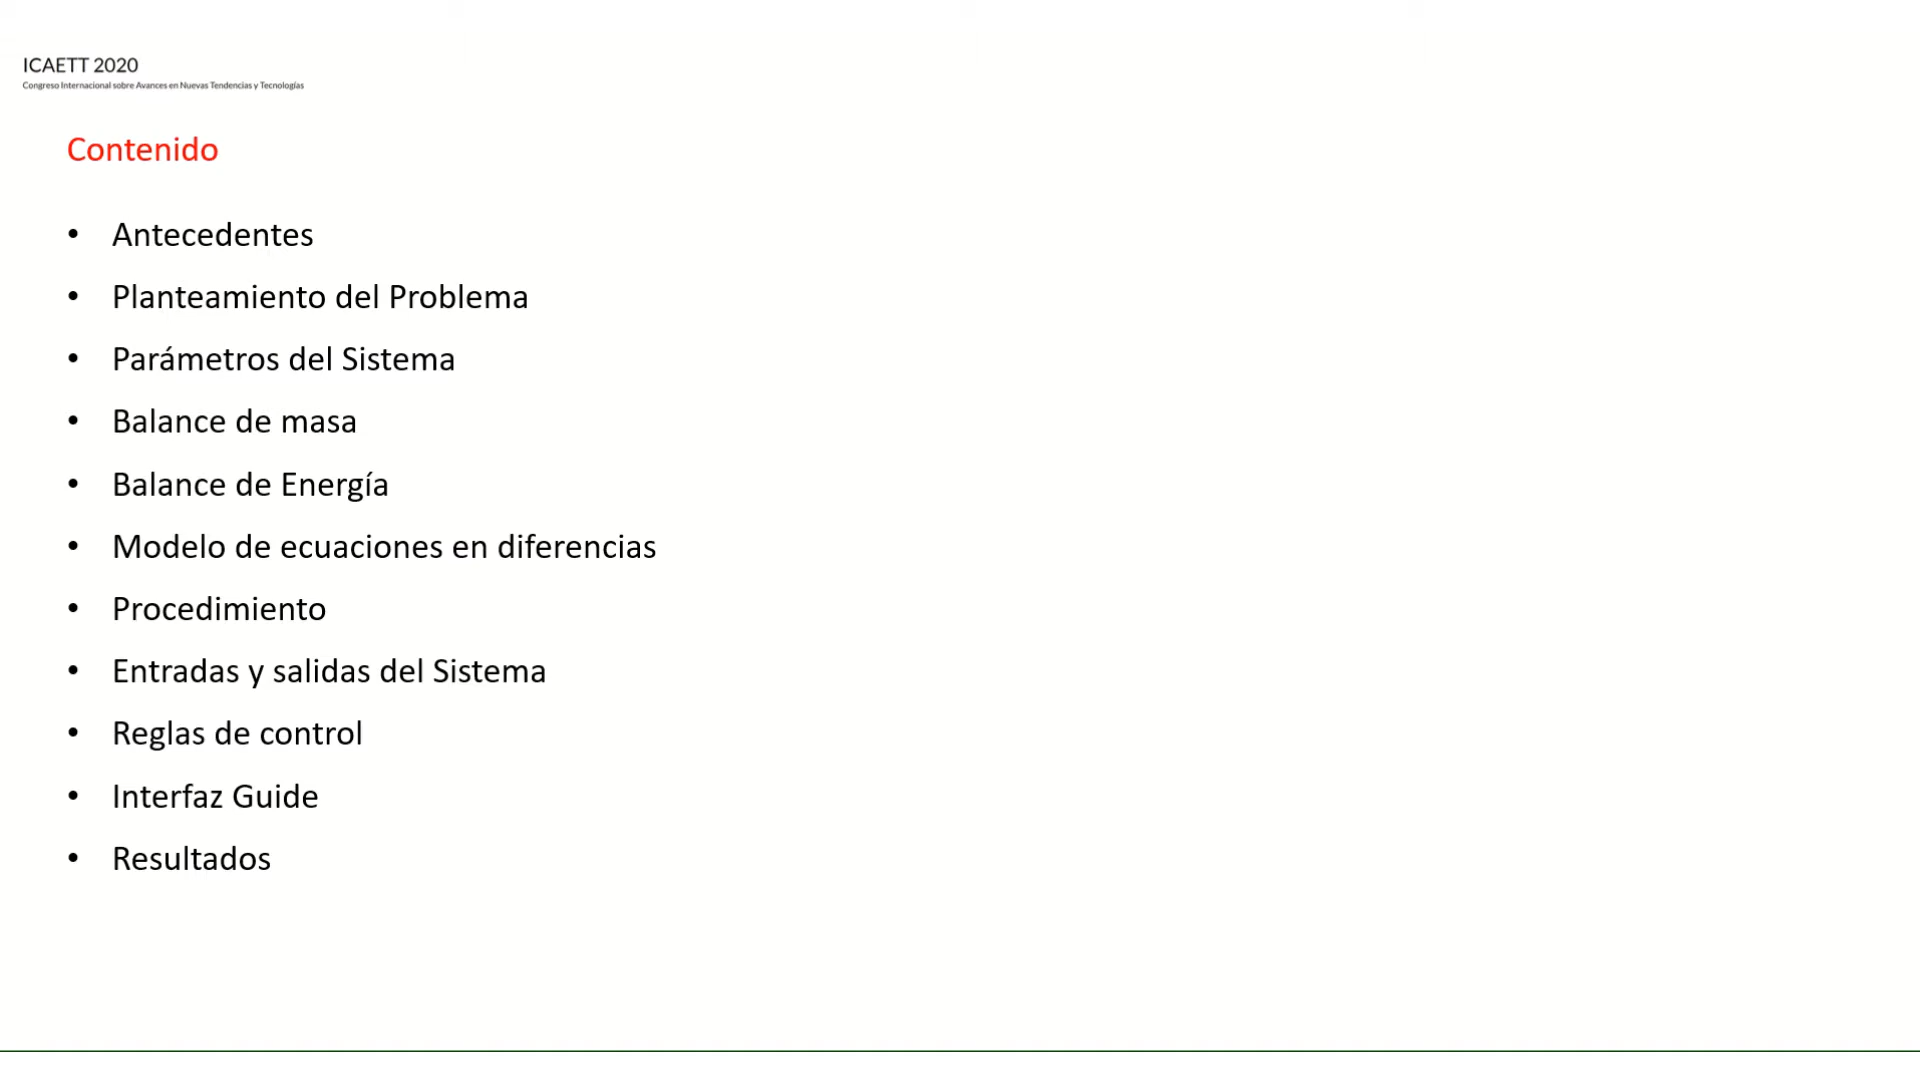 ICAETT 2020
Congreso Internacional sobre Avances en Nuevas Tendencias y Tecnologías
Contenido
• Antecedentes
• Planteamiento del Problema
• Parámetros del Sistema
• Balance de masa
• Balance de Energía
• Modelo de ecuaciones en diferencias
• Procedimiento
• Entradas y salidas del Sistema
• Reglas de control
• Interfaz Guide
• Resultados